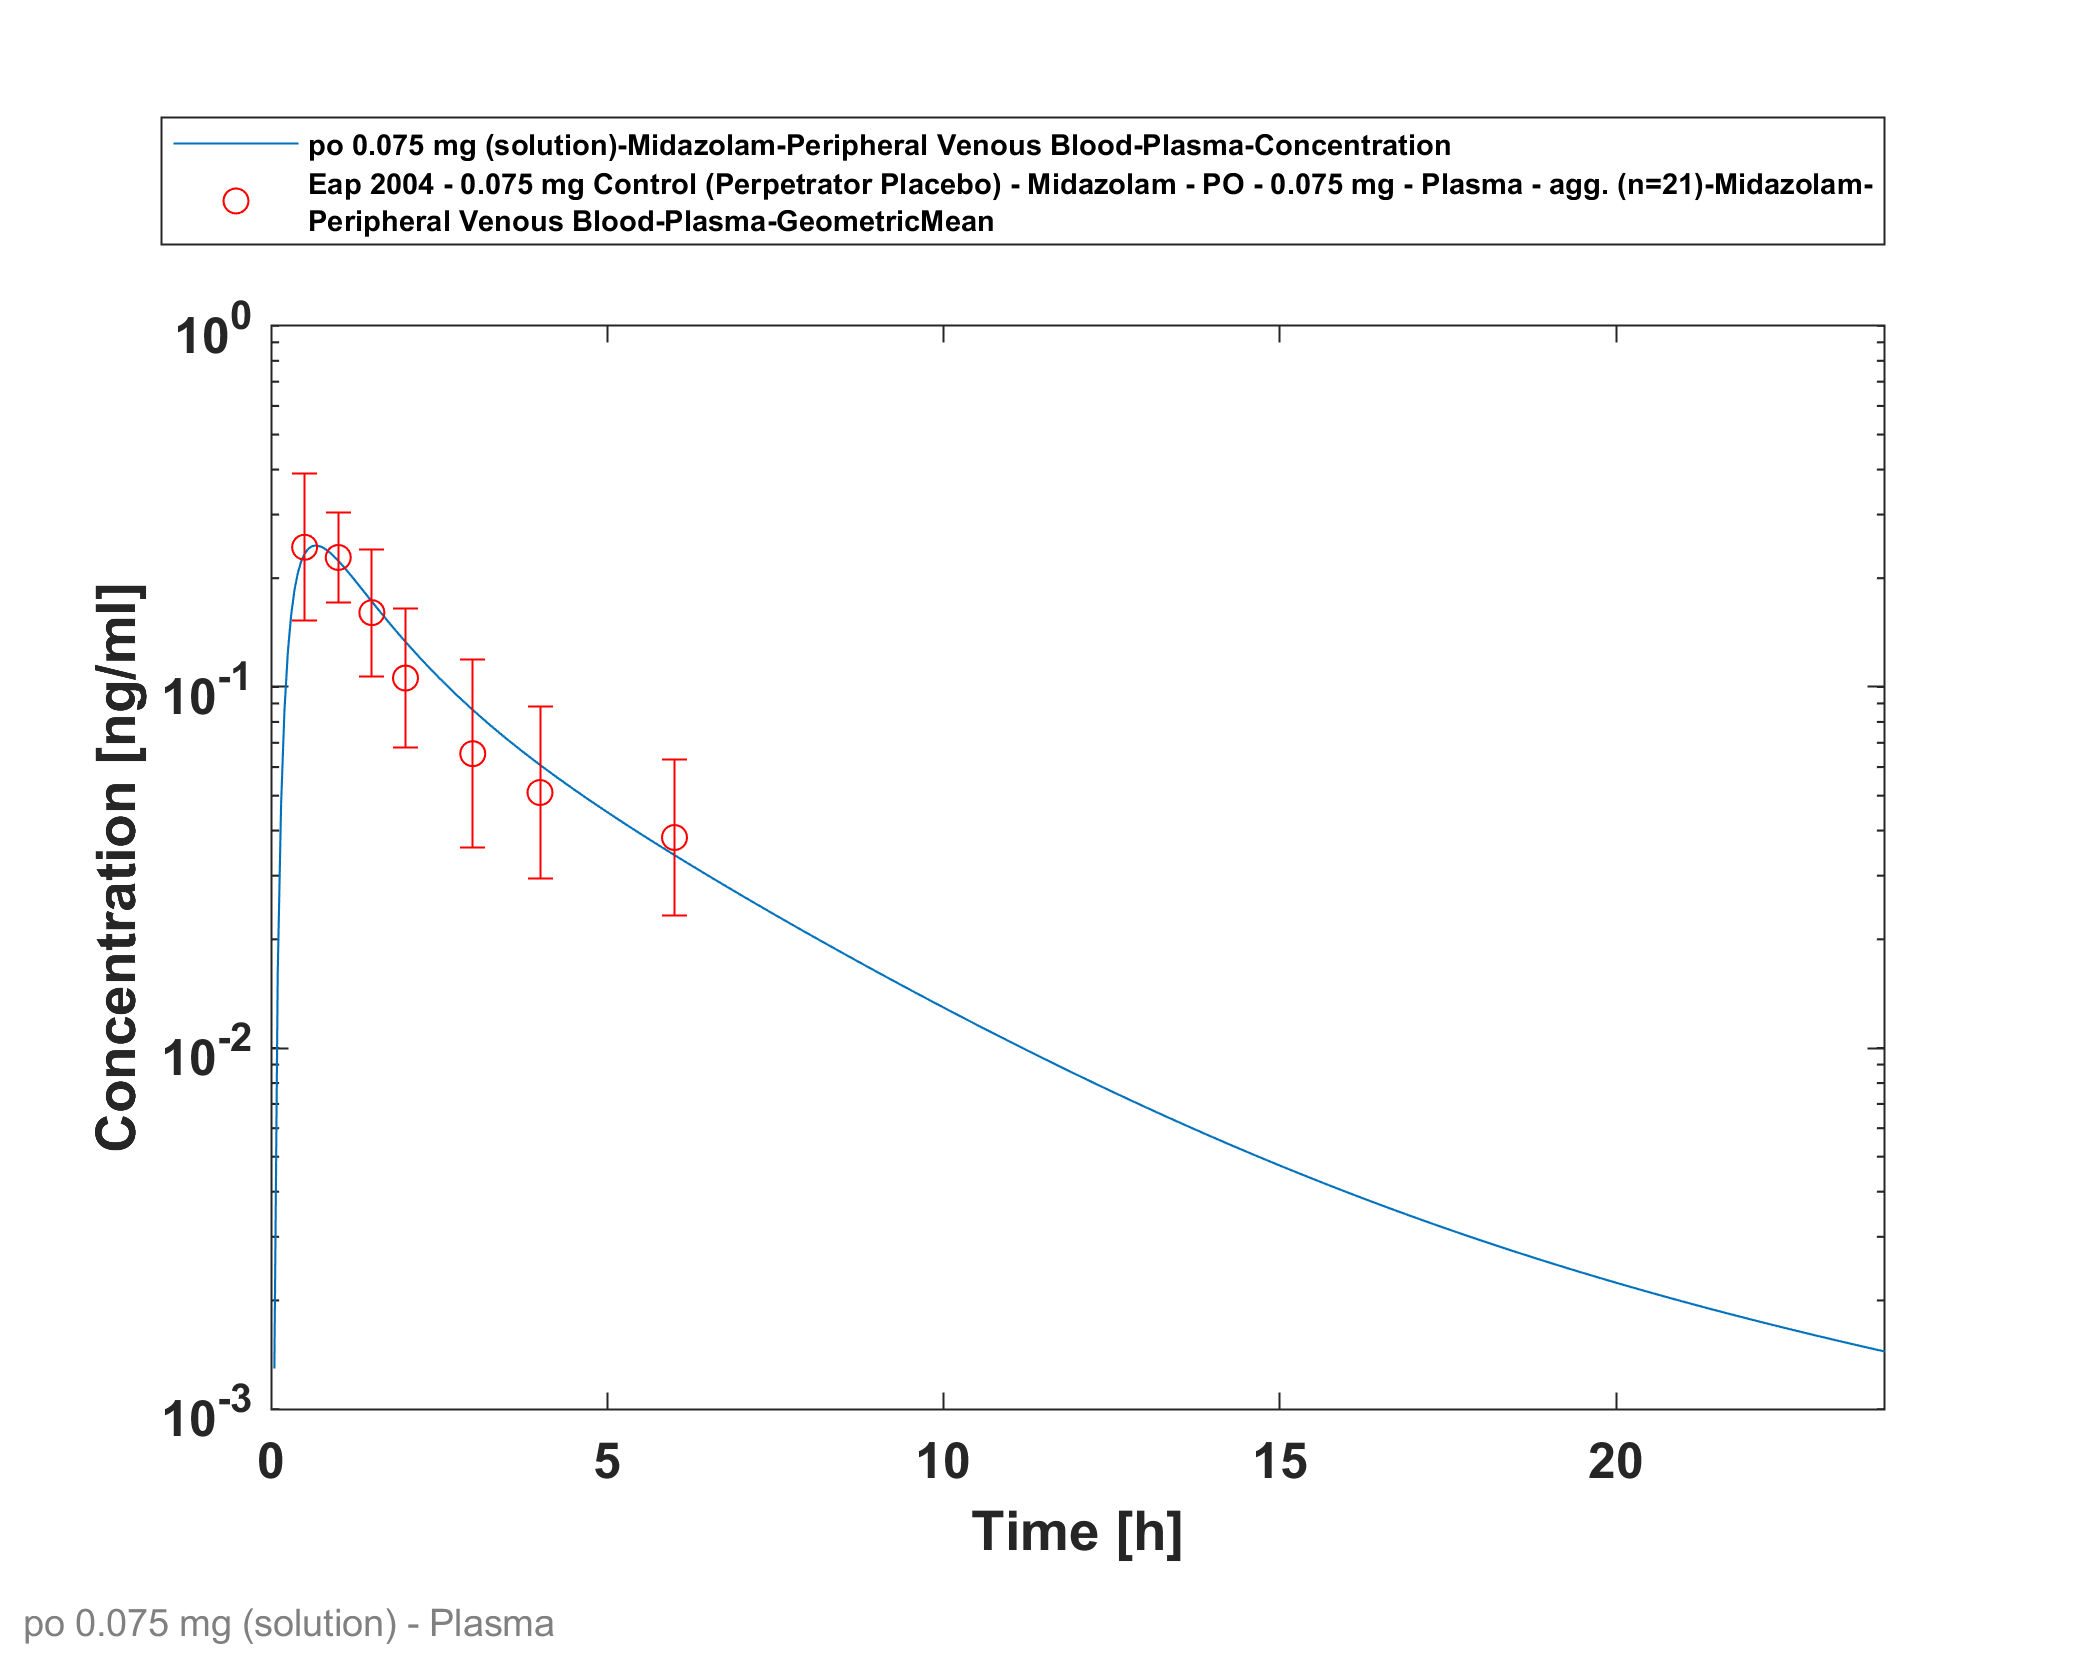 po 0.075 mg (solution)-Midazolam-Peripheral Venous Blood-Plasma-Concentration
Eap 2004 - 0.075 mg Control (Perpetrator Placebo) - Midazolam - PO - 0.075 mg - Plasma - agg. (n=21)-Midazolam-
Peripheral Venous Blood-Plasma-GeometricMean
10^0
10^-1
10^-2
10^-3
Concentration [ng/ml]
0 5 10 15 20
Time [h]
po 0.075 mg (solution) - Plasma